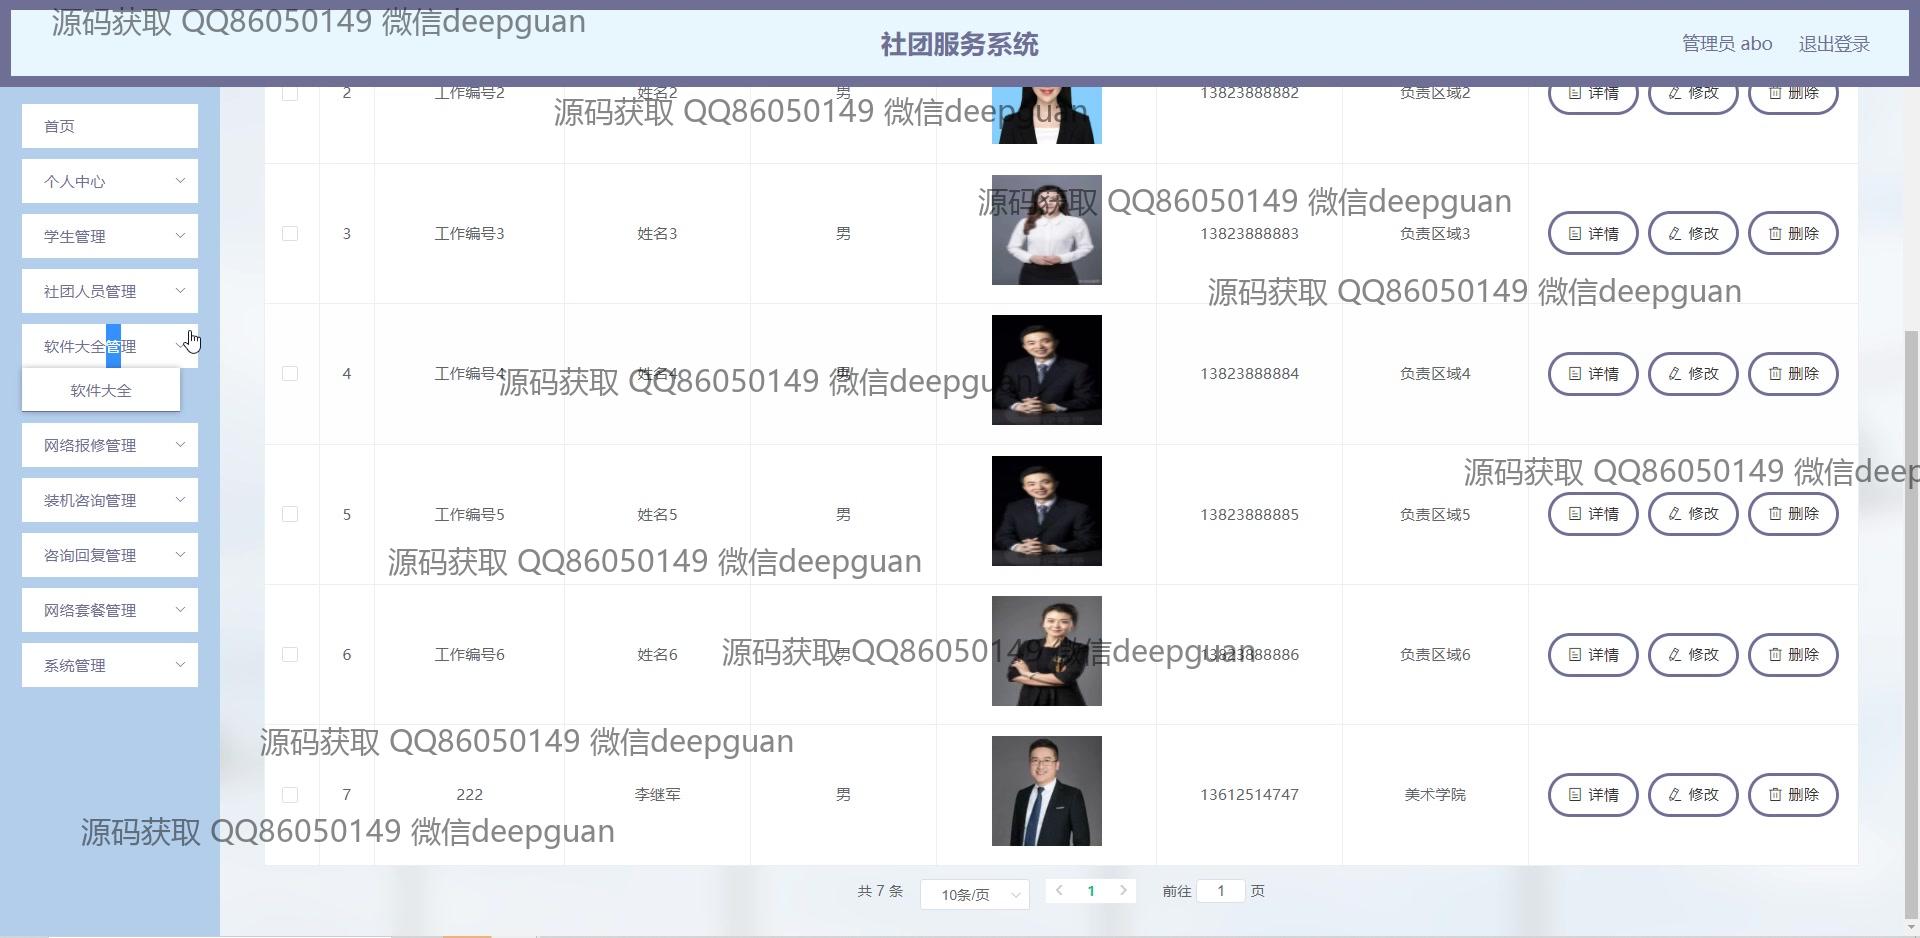 源码获取 QQ86050149 微信deepguan
社团服务系统
管理员 abo
退出登录
首页
个人中心
学生管理
社团人员管理
软件大全管理
软件大全
网络报修管理
装机咨询管理
咨询回复管理
网络套餐管理
系统管理
2 工作编号2 姓名2 男 13823888882 负责区域2 详情 修改 删除
源码获取 QQ86050149 微信deepguan
源码获取 QQ86050149 微信deepguan
3 工作编号3 姓名3 男 13823888883 负责区域3 详情 修改 删除
源码获取 QQ86050149 微信deepguan
4 工作编号4 姓名4 男 13823888884 负责区域4 详情 修改 删除
源码获取 QQ86050149 微信deepguan
源码获取 QQ86050149 微信deep
5 工作编号5 姓名5 男 13823888885 负责区域5 详情 修改 删除
源码获取 QQ86050149 微信deepguan
6 工作编号6 姓名6 男 13823888886 负责区域6 详情 修改 删除
源码获取 QQ86050149 微信deepguan
源码获取 QQ86050149 微信deepguan
7 222 李继军 男 13612514747 美术学院 详情 修改 删除
源码获取 QQ86050149 微信deepguan
共 7 条 10条/页 1 前往 1 页